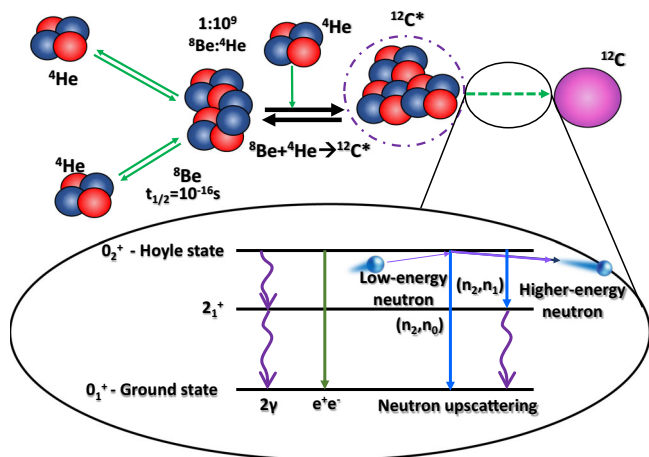 1:10⁹
⁸Be:⁴He
⁴He
⁴He
¹²C*
¹²C
⁴He
⁸Be
t₁/₂=10⁻¹⁶s
⁸Be+⁴He→¹²C*
0₂⁺ - Hoyle state
2₁⁺
0₁⁺ - Ground state
Low-energy
neutron
(n₂,n₁)
(n₂,n₀)
Higher-energy
neutron
2γ
e⁺e⁻
Neutron upscattering